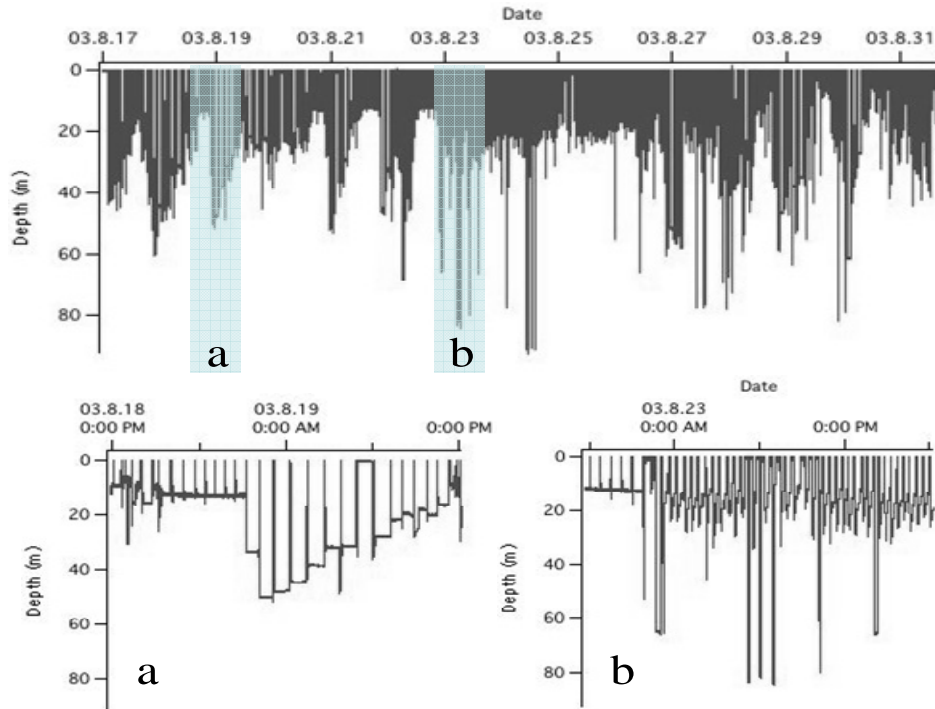 Date
03.8.17 03.8.19 03.8.21 03.8.23 03.8.25 03.8.27 03.8.29 03.8.31
0
20
40
60
80
Depth (m)
a b
Date
03.8.18 03.8.19
0:00 PM 0:00 AM 0:00 PM
0
20
40
60
80
Depth (m)
a
03.8.23
0:00 AM 0:00 PM
0
20
40
60
80
Depth (m)
b